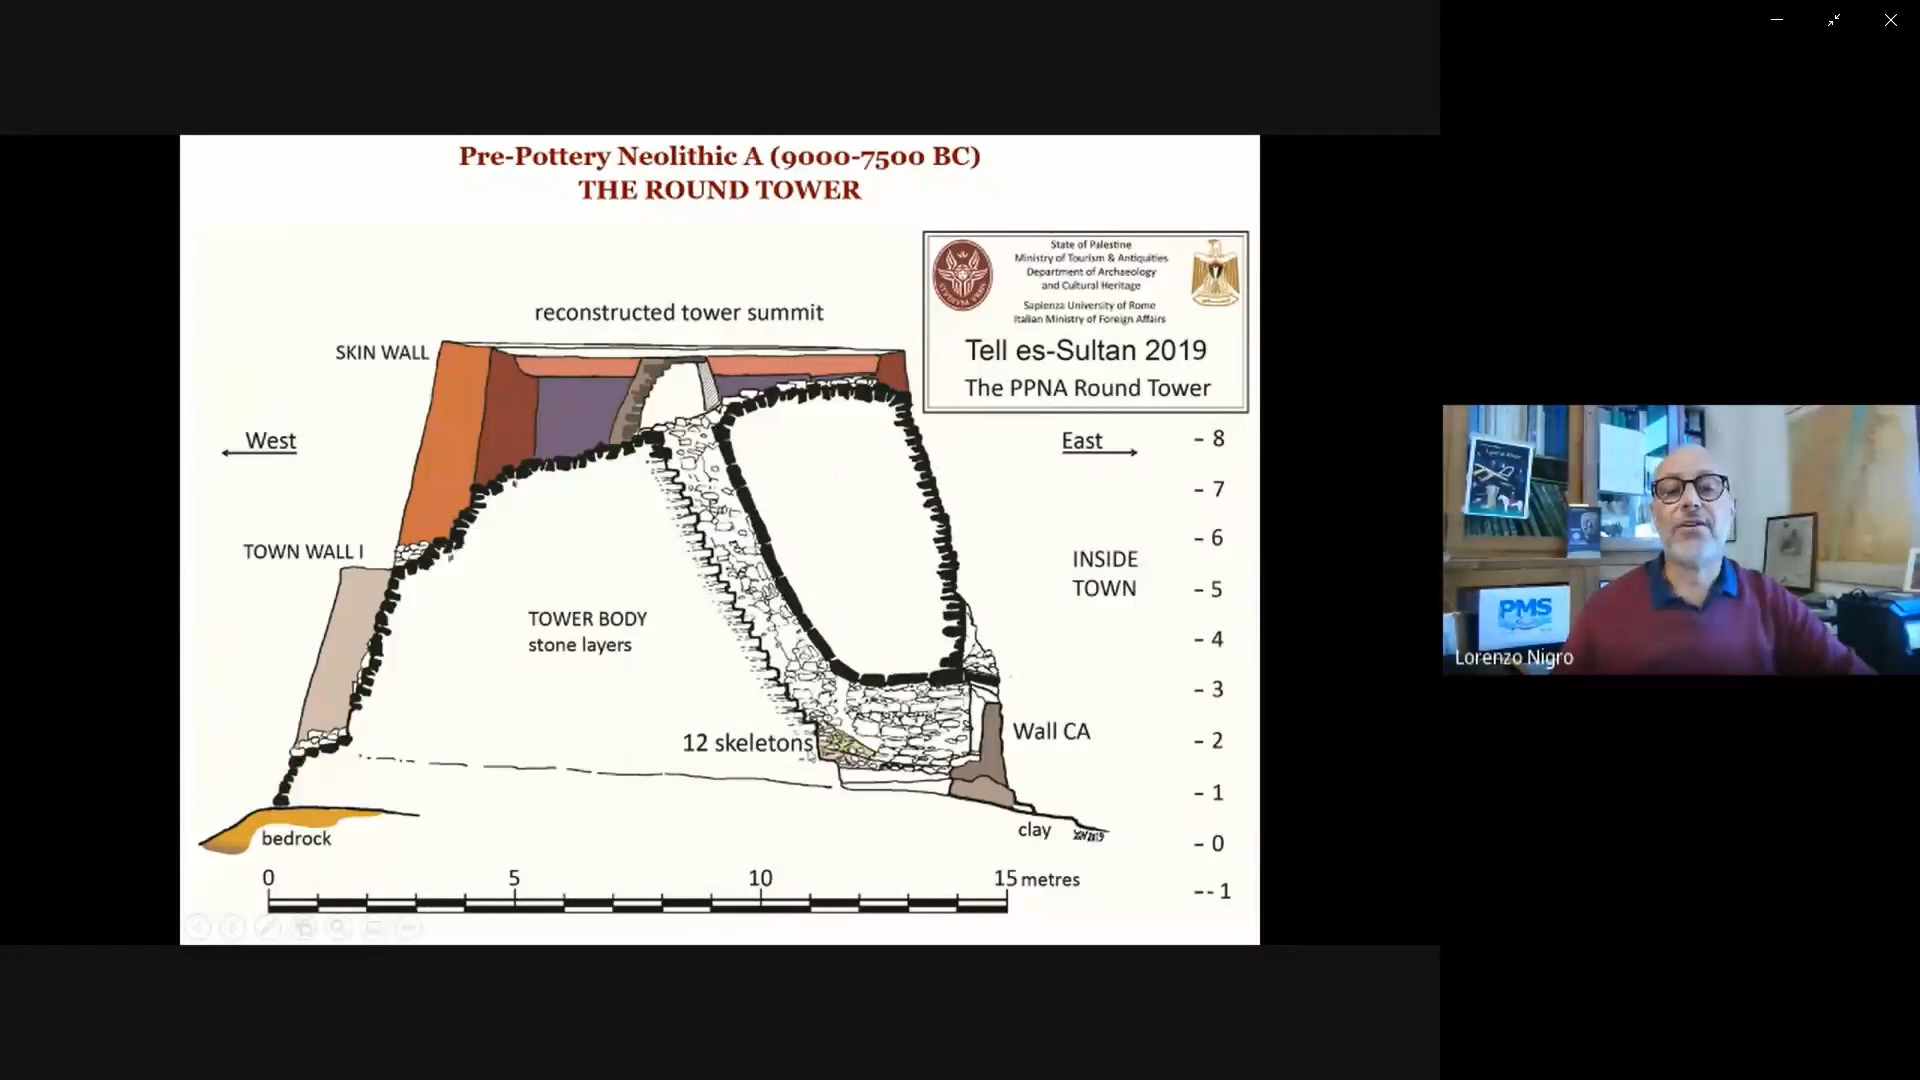 Pre-Pottery Neolithic A (9000-7500 BC)
THE ROUND TOWER
State of Palestine
Ministry of Tourism & Antiquities
Department of Archaeology
and Cultural Heritage
Sapienza University of Rome
Italian Ministry of Foreign Affairs
Tell es-Sultan 2019
The PPNA Round Tower
reconstructed tower summit
SKIN WALL
West
East
- 8
- 7
- 6
TOWN WALL I
INSIDE
TOWN
- 5
TOWER BODY
stone layers
- 4
- 3
12 skeletons
Wall CA
- 2
- 1
bedrock
clay
- 0
0 5 10 15 metres
-- 1
PMS
Lorenzo Nigro